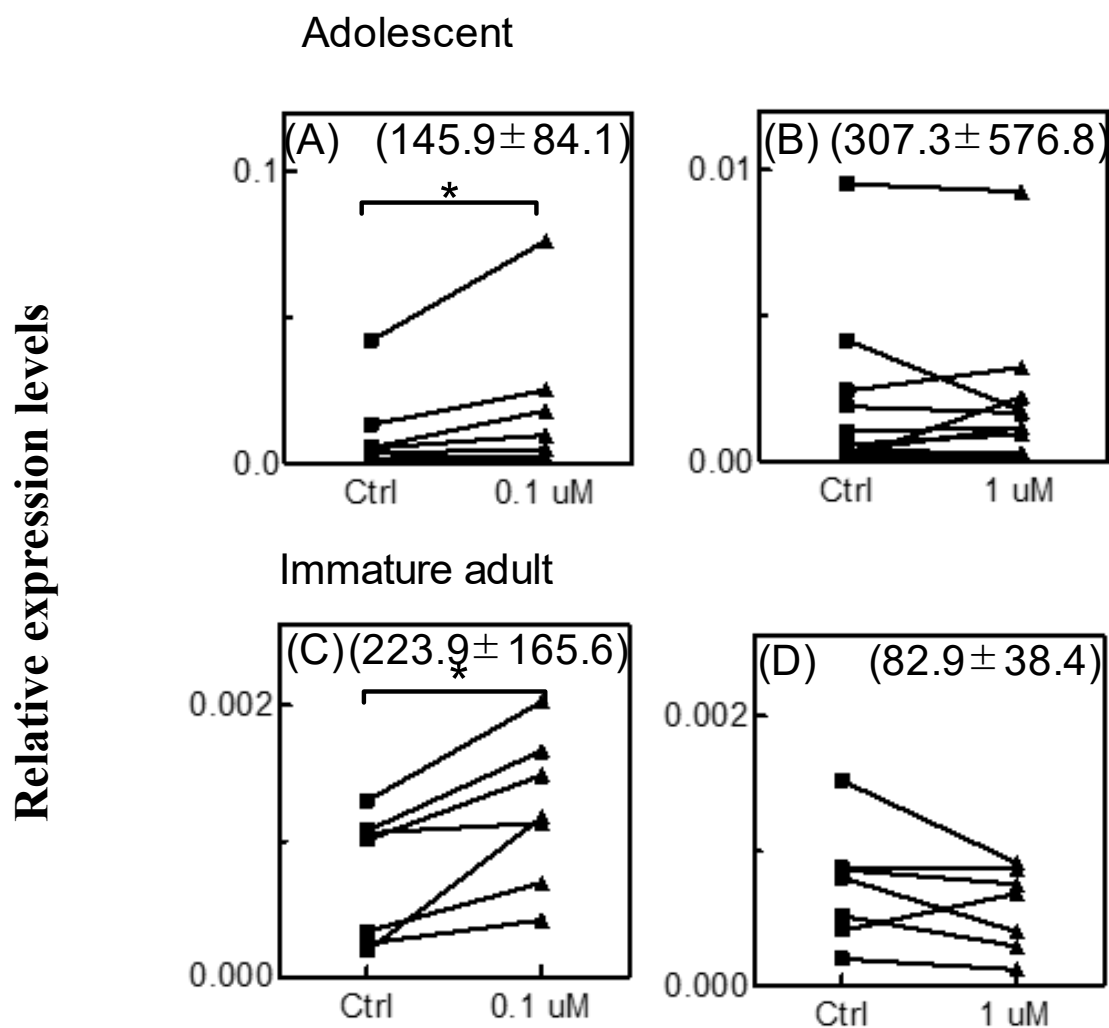 Adolescent
(A) (145.9±84.1)
*
0.1
0.0
Ctrl 0.1 uM
(B) (307.3±576.8)
0.01
0.00
Ctrl 1 uM
Relative expression levels
Immature adult
(C) (223.9±165.6)
*
0.002
0.000
Ctrl 0.1 uM
(D) (82.9±38.4)
0.002
0.000
Ctrl 1 uM